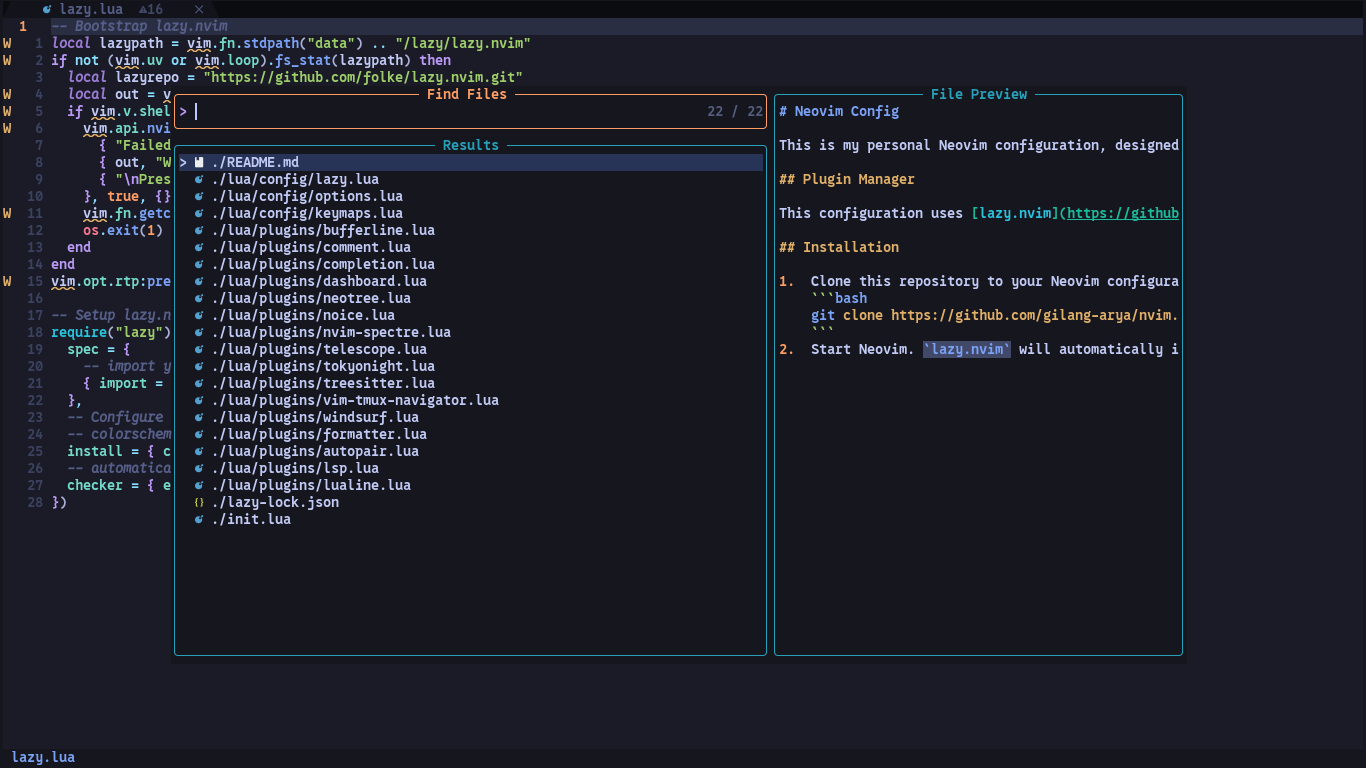 lazy.lua 16 ×
1 -- Bootstrap lazy.nvim
W 1 local lazypath = vim.fn.stdpath("data") .. "/lazy/lazy.nvim"
W 2 if not (vim.uv or vim.loop).fs_stat(lazypath) then
3 local lazyrepo = "https://github.com/folke/lazy.nvim.git"
W 4 local out = v
W 5 if vim.v.shel
W 6 vim.api.nvi
7 { "Failed
8 { out, "W
9 { "\nPres
10 }, true, {}
W 11 vim.fn.getc
12 os.exit(1)
13 end
14 end
W 15 vim.opt.rtp:pre
16
17 -- Setup lazy.n
18 require("lazy")
19 spec = {
20 -- import y
21 { import =
22 },
23 -- Configure
24 -- colorschem
25 install = { c
26 -- automatica
27 checker = { e
28 })
Find Files
> 22 / 22
Results
> ./README.md
./lua/config/lazy.lua
./lua/config/options.lua
./lua/config/keymaps.lua
./lua/plugins/bufferline.lua
./lua/plugins/comment.lua
./lua/plugins/completion.lua
./lua/plugins/dashboard.lua
./lua/plugins/neotree.lua
./lua/plugins/noice.lua
./lua/plugins/nvim-spectre.lua
./lua/plugins/telescope.lua
./lua/plugins/tokyonight.lua
./lua/plugins/treesitter.lua
./lua/plugins/vim-tmux-navigator.lua
./lua/plugins/windsurf.lua
./lua/plugins/formatter.lua
./lua/plugins/autopair.lua
./lua/plugins/lsp.lua
./lua/plugins/lualine.lua
{} ./lazy-lock.json
./init.lua
File Preview
# Neovim Config
This is my personal Neovim configuration, designed
## Plugin Manager
This configuration uses [lazy.nvim](https://github
## Installation
1. Clone this repository to your Neovim configura
```bash
git clone https://github.com/gilang-arya/nvim.
```
2. Start Neovim. `lazy.nvim` will automatically i
lazy.lua